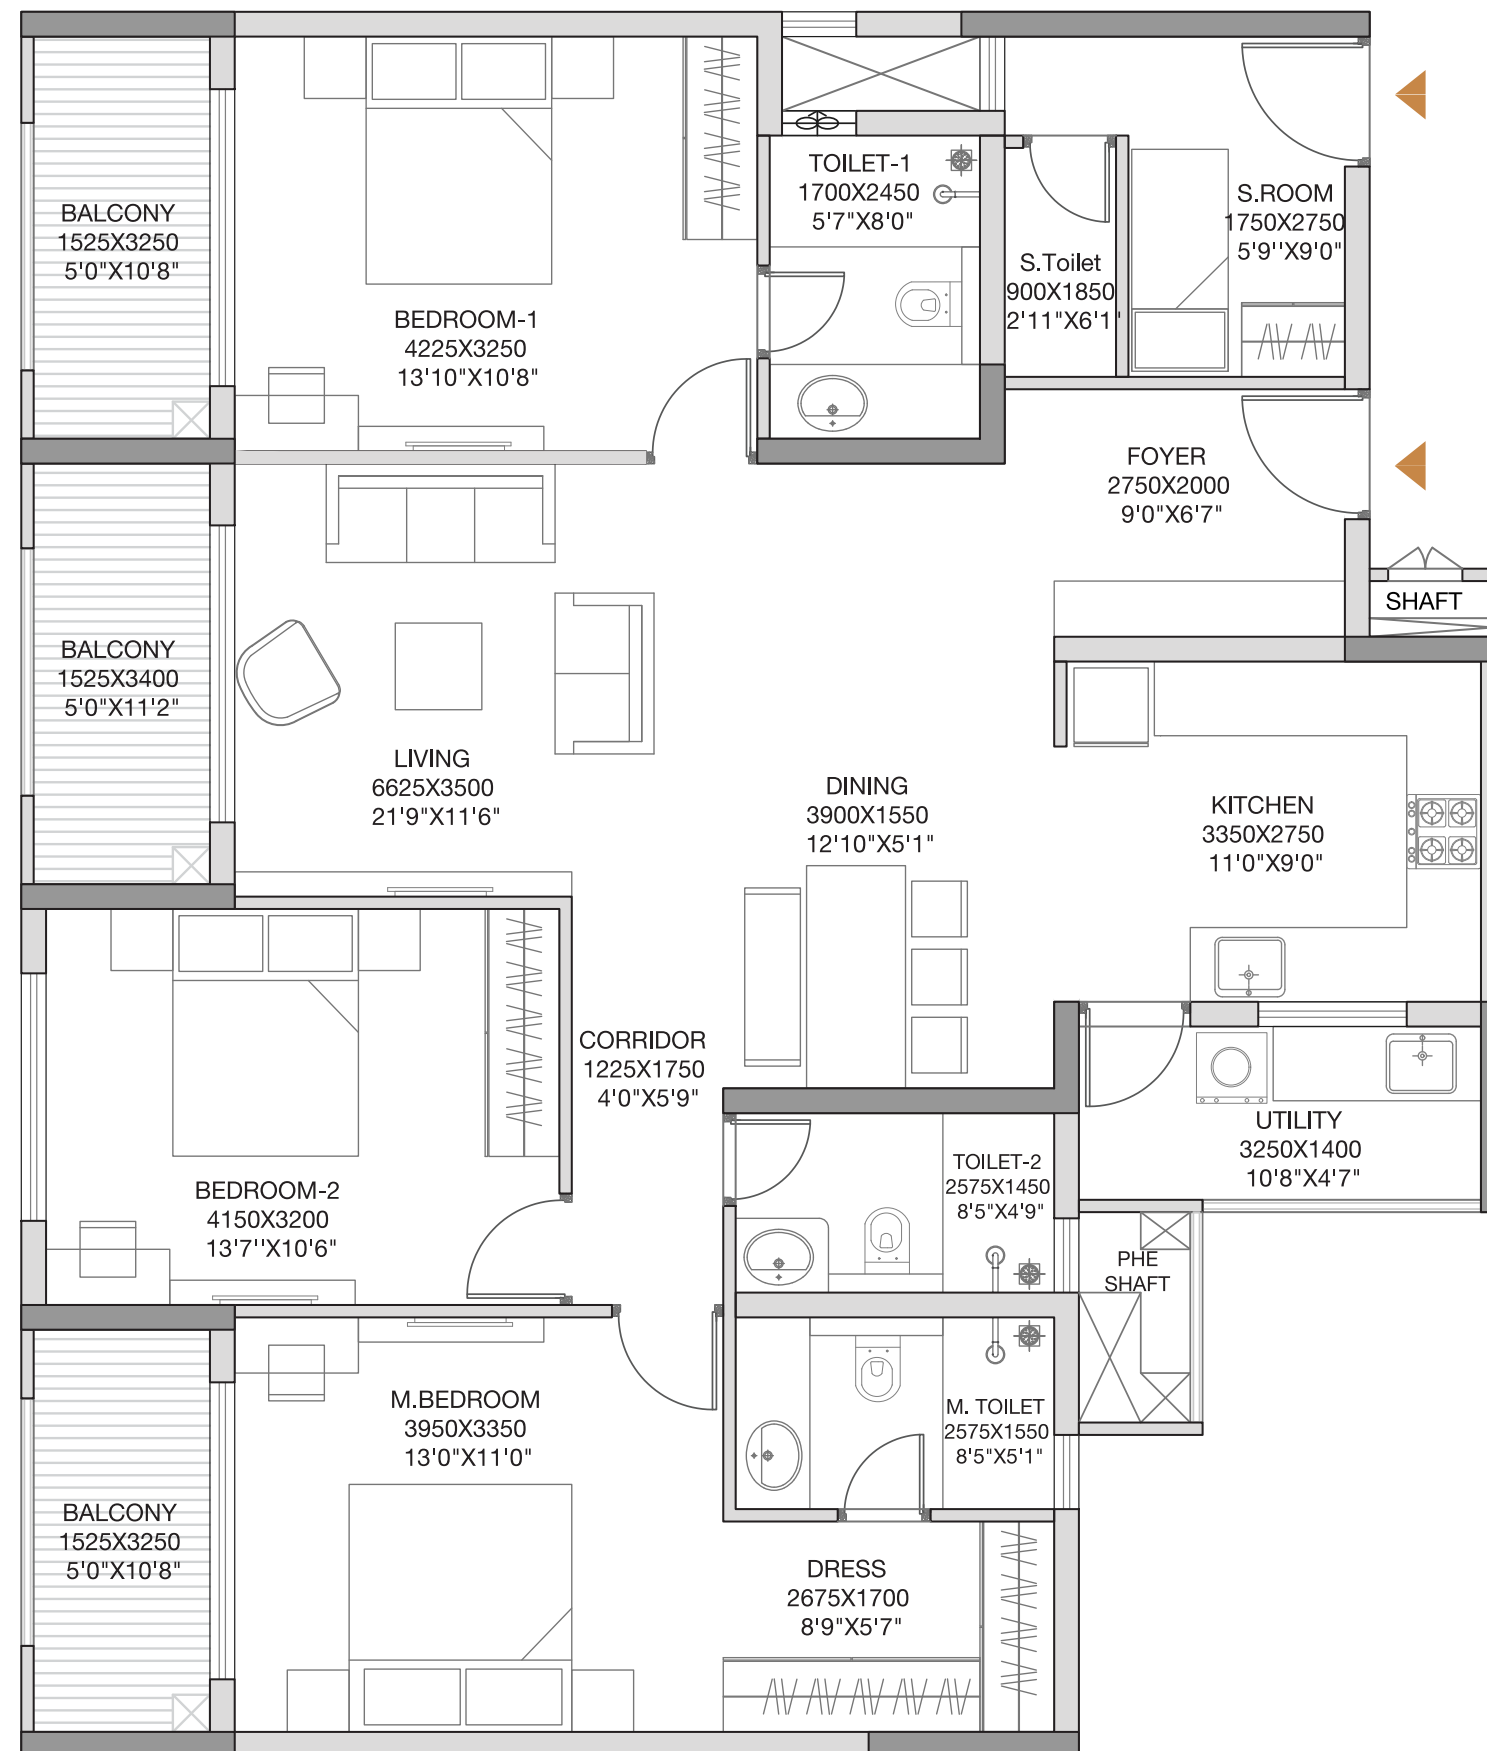 TOILET-1
1700X2450
5'7"X8'0"
S.ROOM
1750X2750
5'9''X9'0"
BALCONY
1525X3250
5'0"X10'8"
S.Toilet
900X1850
2'11"X6'1
BEDROOM-1
4225X3250
13'10"X10'8"
FOYER
2750X2000
9'0"X6'7"
SHAFT
BALCONY
1525X3400
5'0"X11'2"
LIVING
6625X3500
21'9"X11'6"
DINING
3900X1550
12'10"X5'1"
KITCHEN
3350X2750
11'0"X9'0"
CORRIDOR
1225X1750
4'0"X5'9"
UTILITY
3250X1400
10'8"X4'7"
TOILET-2
2575X1450
8'5"X4'9"
BEDROOM-2
4150X3200
13'7''X10'6"
PHE
SHAFT
M.BEDROOM
3950X3350
13'0"X11'0"
M. TOILET
2575X1550
8'5"X5'1"
BALCONY
1525X3250
5'0"X10'8"
DRESS
2675X1700
8'9"X5'7"